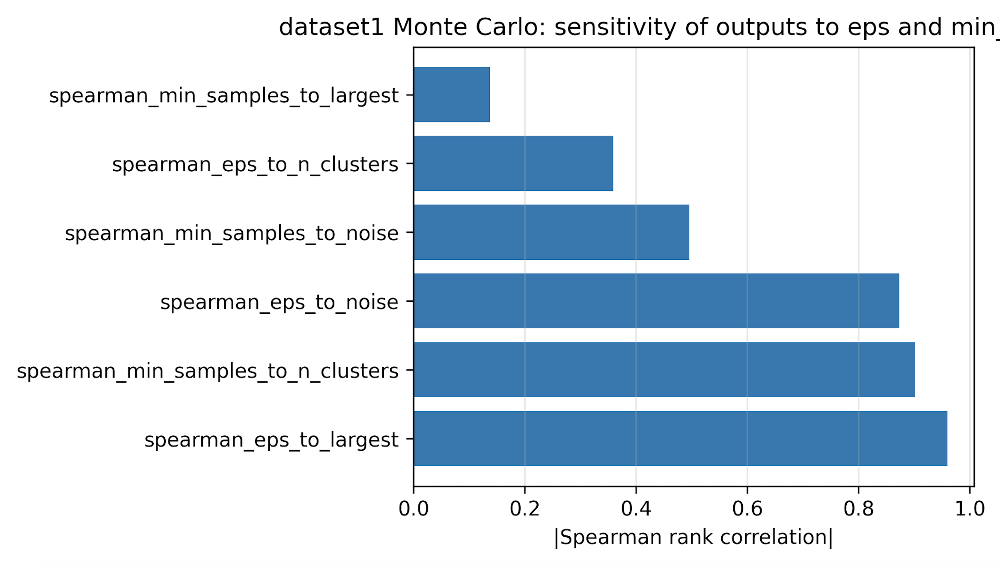 dataset1 Monte Carlo: sensitivity of outputs to eps and min_
spearman_min_samples_to_largest
spearman_eps_to_n_clusters
spearman_min_samples_to_noise
spearman_eps_to_noise
spearman_min_samples_to_n_clusters
spearman_eps_to_largest
0.0 0.2 0.4 0.6 0.8 1.0
|Spearman rank correlation|